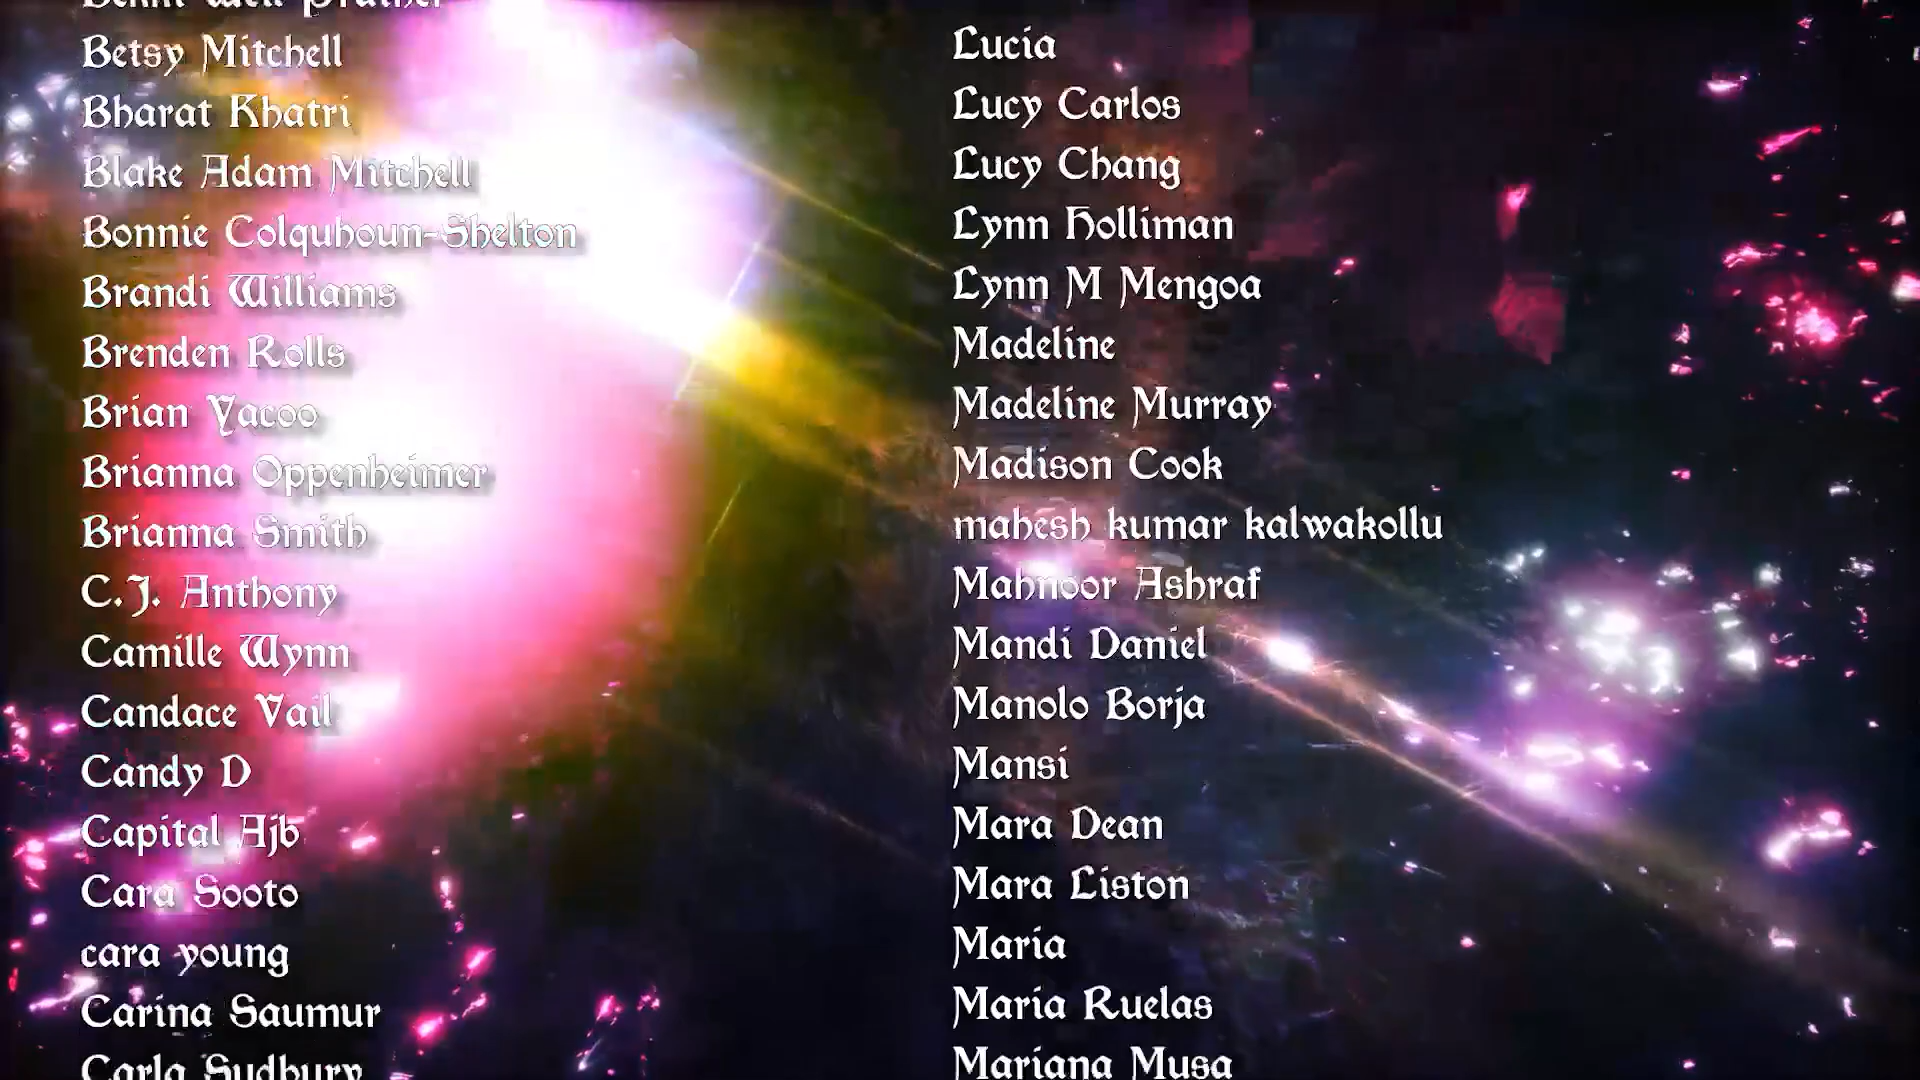 Betsy Mitchell
Bharat Khatri
Blake Adam Mitchell
Bonnie Colquhoun-Shelton
Brandi Williams
Brenden Rolls
Brian Yacoo
Brianna Oppenheimer
Brianna Smith
C.J. Anthony
Camille Wynn
Candace Vail
Candy D
Capital Ajb
Cara Sooto
cara young
Carina Saumur
Carla Sudbury
Lucia
Lucy Carlos
Lucy Chang
Lynn Holliman
Lynn M Mengoa
Madeline
Madeline Murray
Madison Cook
mahesh kumar kalwakollu
Mahnoor Ashraf
Mandi Daniel
Manolo Borja
Mansi
Mara Dean
Mara Liston
Maria
Maria Ruelas
Mariana Musa